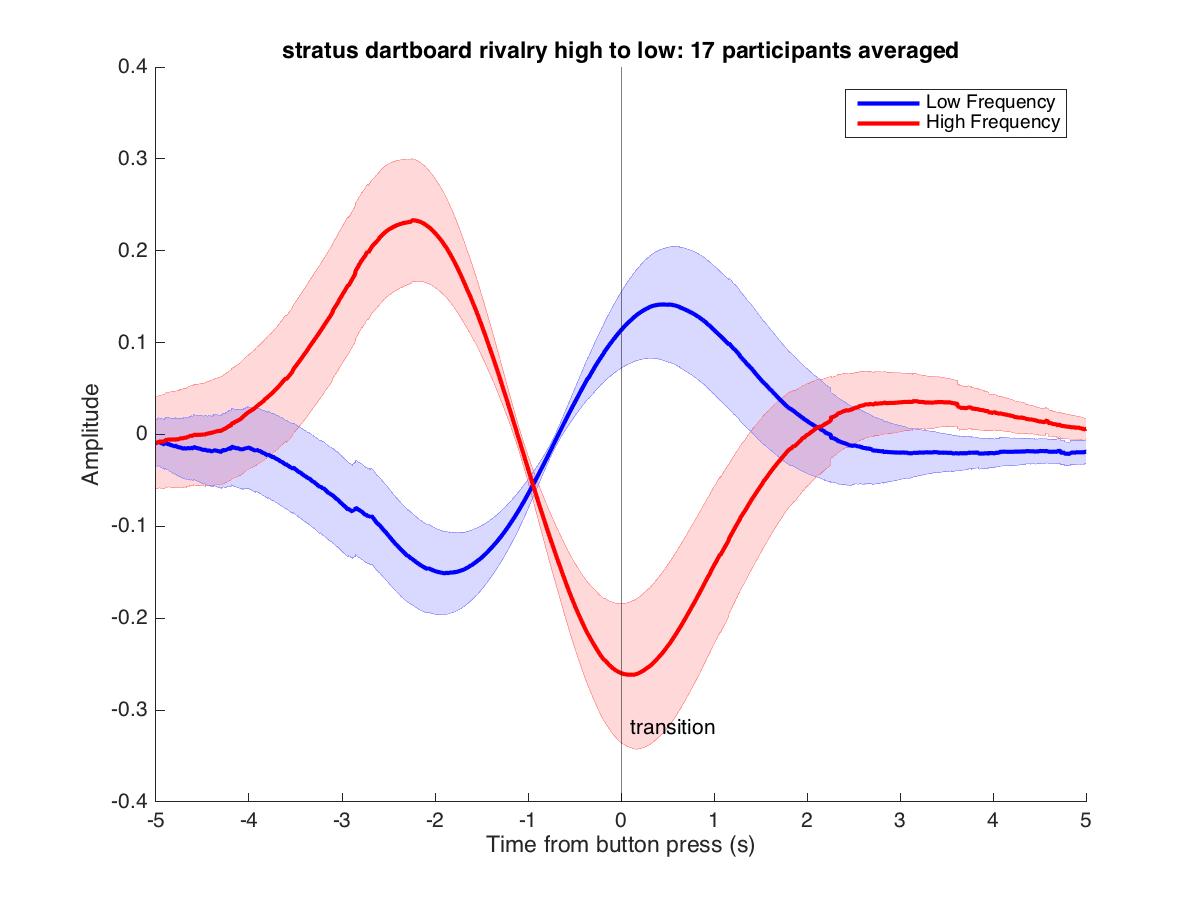 stratus dartboard rivalry high to low: 17 participants averaged
0.4
0.3
0.2
0.1
0
-0.1
-0.2
-0.3
-0.4
Amplitude
Low Frequency
High Frequency
transition
-5 -4 -3 -2 -1 0 1 2 3 4 5
Time from button press (s)